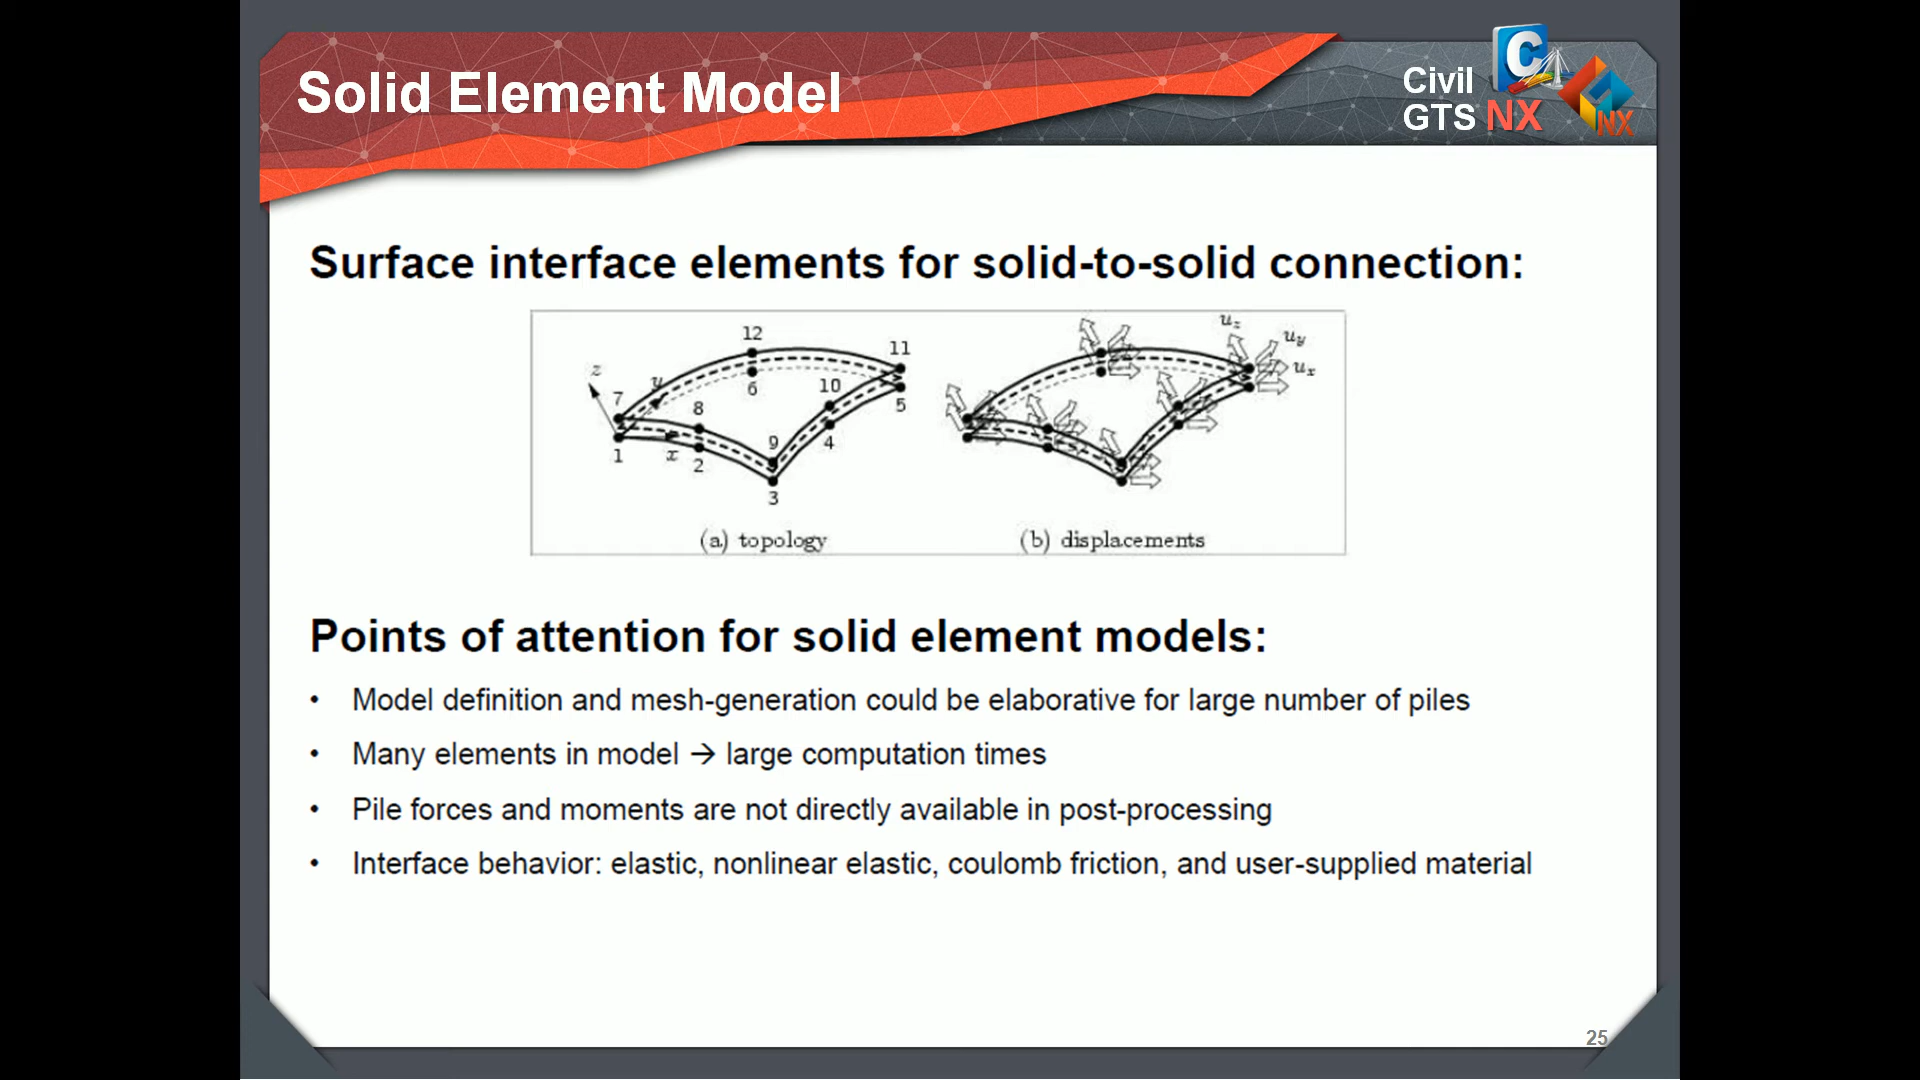 Solid Element Model
Civil
GTS NX
C
NX
Surface interface elements for solid-to-solid connection:
12
11
z
y
7
8
6
10
5
9
4
1
x
2
3
(a) topology
u_z
u_y
u_x
(b) displacements
Points of attention for solid element models:
• Model definition and mesh-generation could be elaborative for large number of piles
• Many elements in model → large computation times
• Pile forces and moments are not directly available in post-processing
• Interface behavior: elastic, nonlinear elastic, coulomb friction, and user-supplied material
25